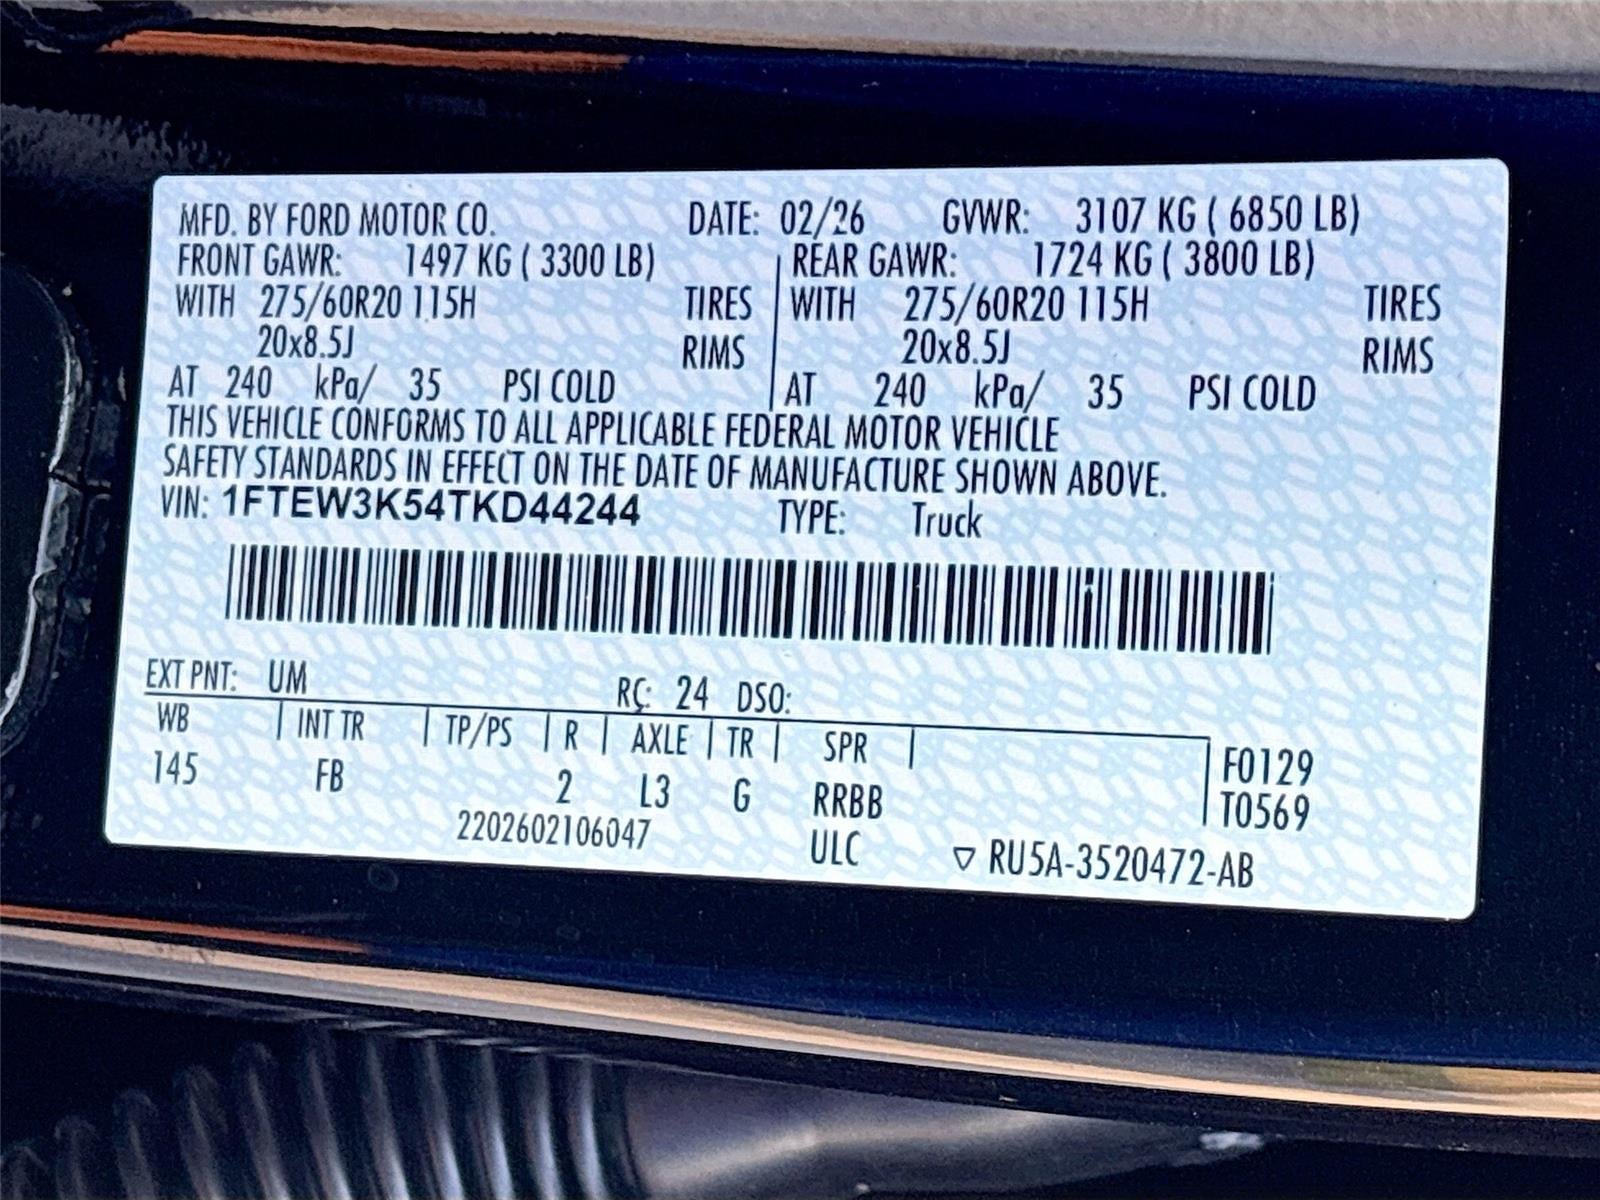 MFD. BY FORD MOTOR CO. DATE: 02/26 GVWR: 3107 KG ( 6850 LB)
FRONT GAWR: 1497 KG ( 3300 LB) REAR GAWR: 1724 KG ( 3800 LB)
WITH 275/60R20 115H TIRES WITH 275/60R20 115H TIRES
20x8.5J RIMS 20x8.5J RIMS
AT 240 kPa/ 35 PSI COLD AT 240 kPa/ 35 PSI COLD
THIS VEHICLE CONFORMS TO ALL APPLICABLE FEDERAL MOTOR VEHICLE
SAFETY STANDARDS IN EFFECT ON THE DATE OF MANUFACTURE SHOWN ABOVE.
VIN: 1FTEW3K54TKD44244 TYPE: Truck
EXT PNT: UM RC: 24 DSO:
WB INT TR TP/PS R AXLE TR SPR F0129
145 FB 2 L3 G RRBB T0569
2202602106047 ULC ▽ RU5A-3520472-AB